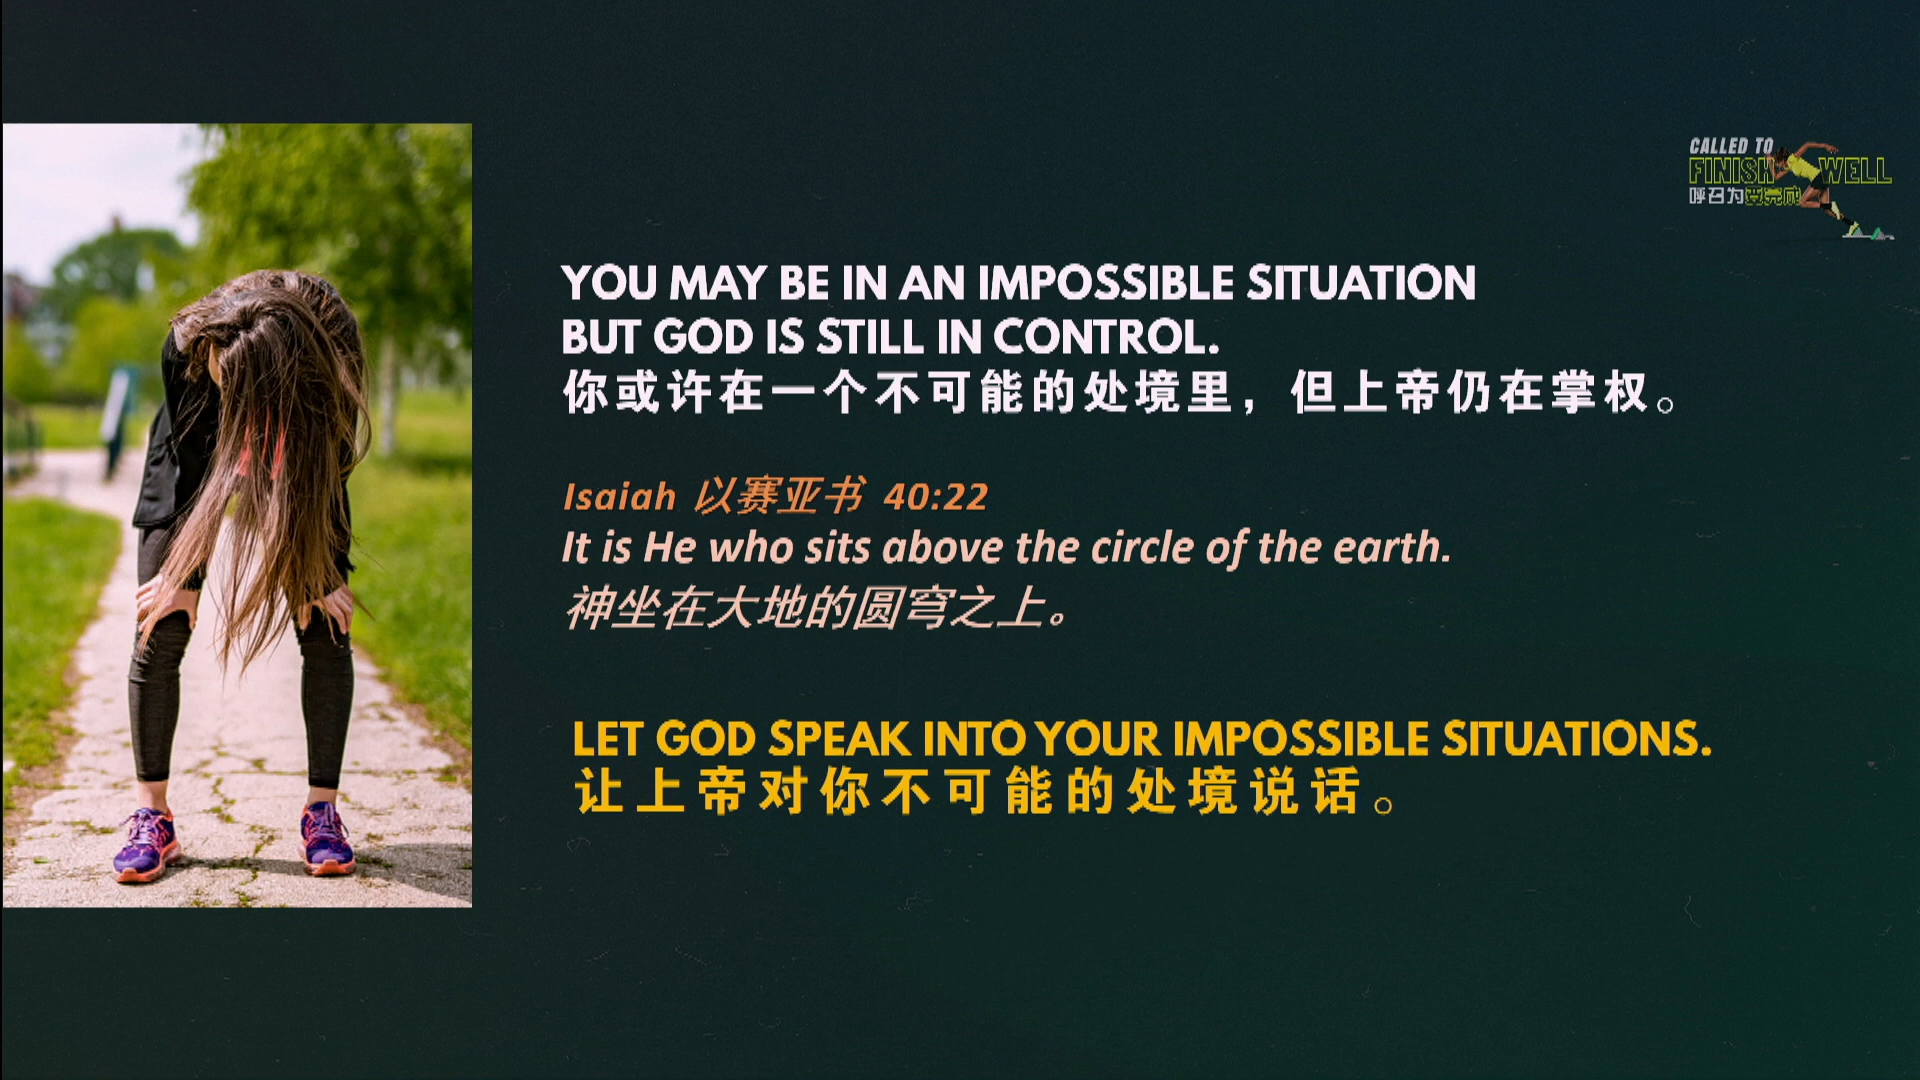 CALLED TO
FINISH WELL
呼召为要完成
YOU MAY BE IN AN IMPOSSIBLE SITUATION
BUT GOD IS STILL IN CONTROL.
你或许在一个不可能的处境里，但上帝仍在掌权。
Isaiah 以赛亚书 40:22
It is He who sits above the circle of the earth.
神坐在大地的圆穹之上。
LET GOD SPEAK INTO YOUR IMPOSSIBLE SITUATIONS.
让上帝对你不可能的处境说话。